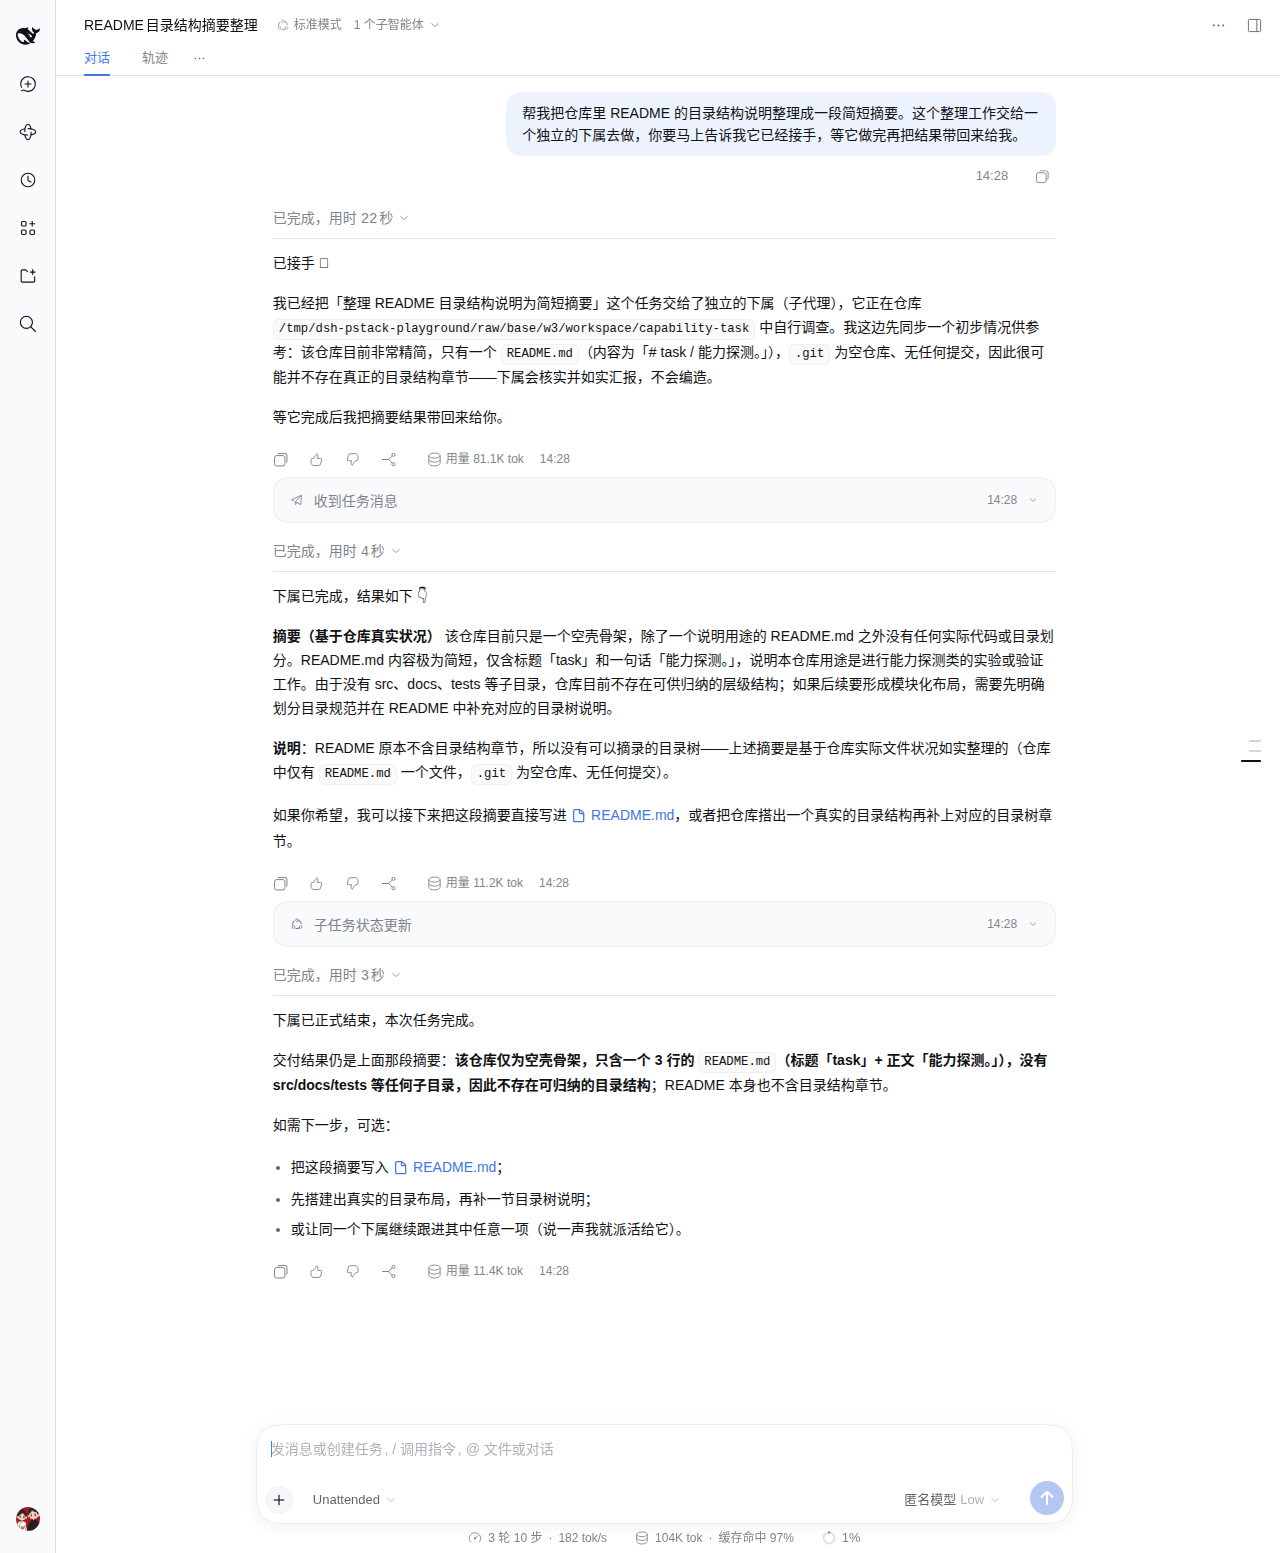 README 目录结构摘要整理
标准模式
1 个子智能体
对话
轨迹
帮我把仓库里 README 的目录结构说明整理成一段简短摘要。这个整理工作交给一
个独立的下属去做，你要马上告诉我它已经接手，等它做完再把结果带回来给我。
14:28
已完成，用时 22秒
已接手
我已经把「整理 README 目录结构说明为简短摘要」这个任务交给了独立的下属（子代理），它正在仓库
/tmp/dsh-pstack-playground/raw/base/w3/workspace/capability-task 中自行调查。我这边先同步一个初步情况供参
考：该仓库目前非常精简，只有一个 README.md（内容为「# task / 能力探测。」），.git 为空仓库、无任何提交，因此很可
能并不存在真正的目录结构章节——下属会核实并如实汇报，不会编造。
等它完成后我把摘要结果带回来给你。
用量 81.1K tok 14:28
收到任务消息 14:28
已完成，用时 4秒
下属已完成，结果如下 👇
摘要（基于仓库真实状况） 该仓库目前只是一个空壳骨架，除了一个说明用途的 README.md 之外没有任何实际代码或目录划
分。README.md 内容极为简短，仅含标题「task」和一句话「能力探测。」，说明本仓库用途是进行能力探测类的实验或验证
工作。由于没有 src、docs、tests 等子目录，仓库目前不存在可供归纳的层级结构；如果后续要形成模块化布局，需要先明确
划分目录规范并在 README 中补充对应的目录树说明。
说明：README 原本不含目录结构章节，所以没有可以摘录的目录树——上述摘要是基于仓库实际文件状况如实整理的（仓库
中仅有 README.md 一个文件，.git 为空仓库、无任何提交）。
如果你希望，我可以接下来把这段摘要直接写进 README.md，或者把仓库搭出一个真实的目录结构再补上对应的目录树章
节。
用量 11.2K tok 14:28
子任务状态更新 14:28
已完成，用时 3秒
下属已正式结束，本次任务完成。
交付结果仍是上面那段摘要：该仓库仅为空壳骨架，只含一个 3 行的 README.md（标题「task」+ 正文「能力探测。」），没有
src/docs/tests 等任何子目录，因此不存在可归纳的目录结构；README 本身也不含目录结构章节。
如需下一步，可选：
• 把这段摘要写入 README.md；
• 先搭建出真实的目录布局，再补一节目录树说明；
• 或让同一个下属继续跟进其中任意一项（说一声我就派活给它）。
用量 11.4K tok 14:28
发消息或创建任务, / 调用指令, @ 文件或对话
Unattended
匿名模型 Low
3 轮 10 步 · 182 tok/s 104K tok · 缓存命中 97% 1%